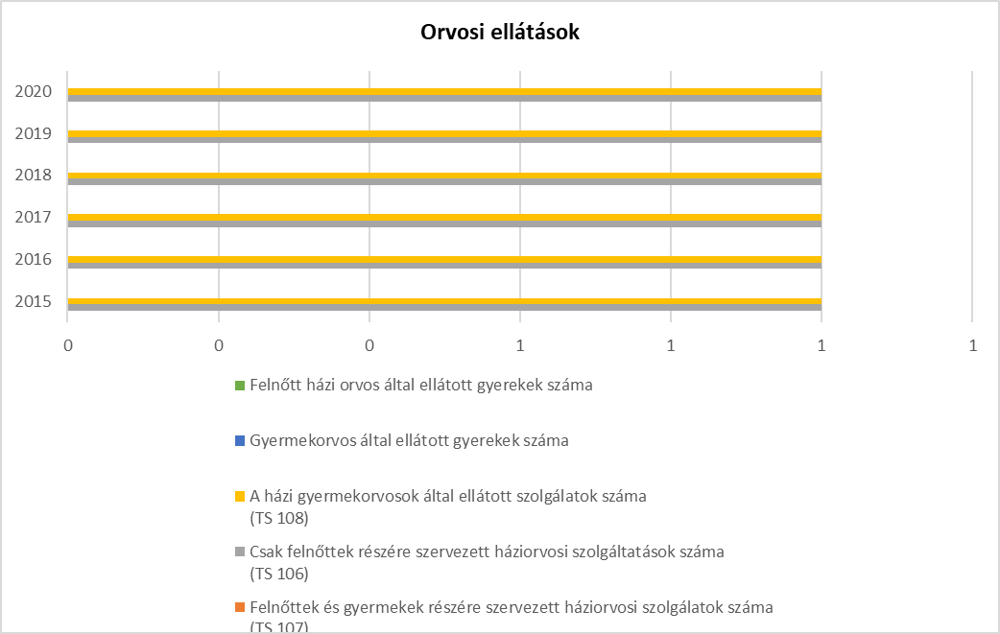 Orvosi ellátások
2020
2019
2018
2017
2016
2015
0 0 0 1 1 1 1
Felnőtt házi orvos által ellátott gyerekek száma
Gyermekorvos által ellátott gyerekek száma
A házi gyermekorvosok által ellátott szolgálatok száma
(TS 108)
Csak felnőttek részére szervezett háziorvosi szolgáltatások száma
(TS 106)
Felnőttek és gyermekek részére szervezett háziorvosi szolgálatok száma
(TS 107)